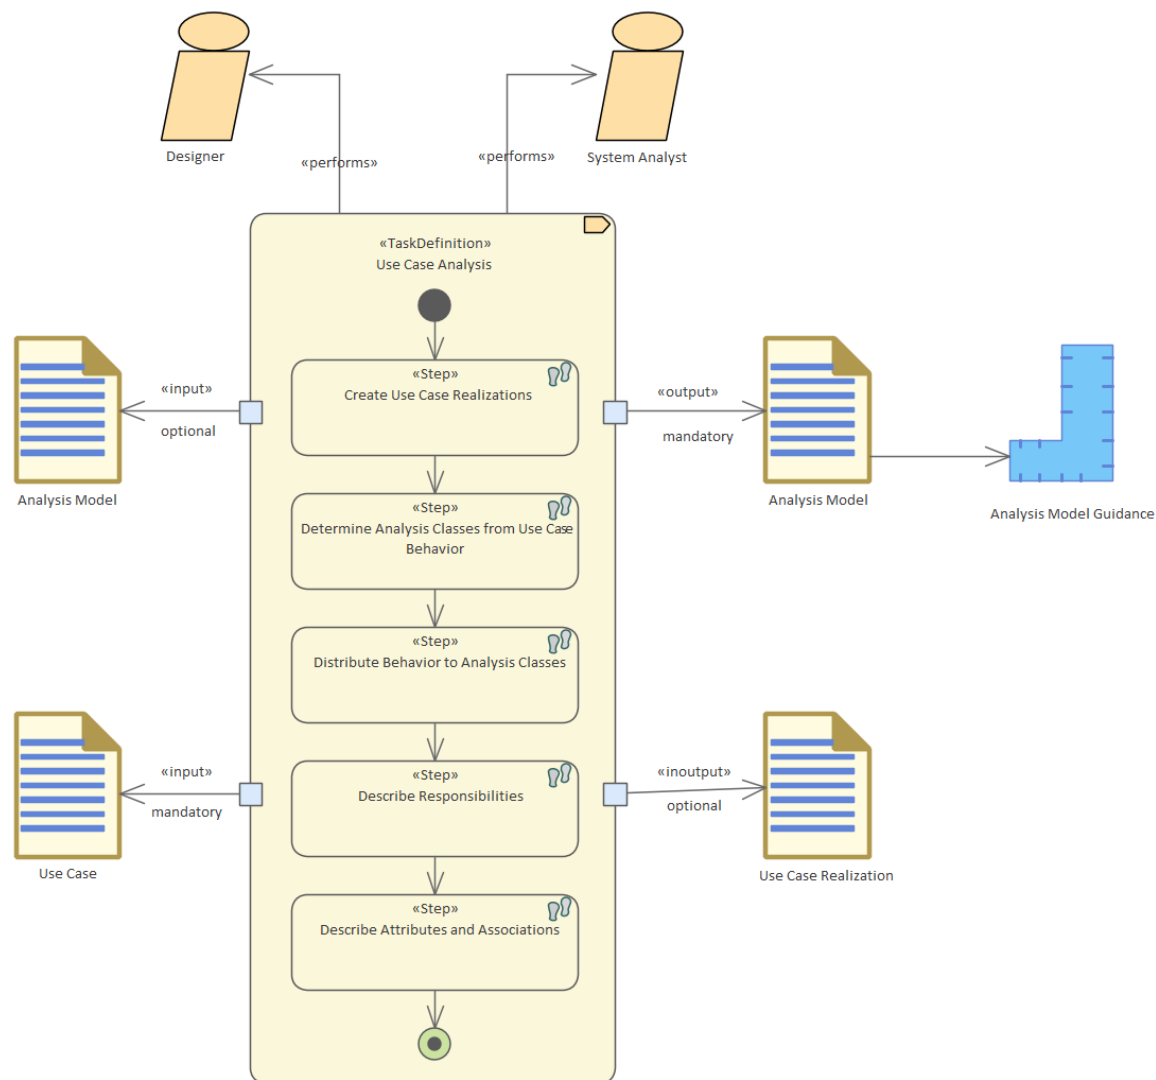 Designer
«performs»
«performs»
System Analyst
«TaskDefinition»
Use Case Analysis
«Step»
Create Use Case Realizations
«input»
optional
Analysis Model
«output»
mandatory
Analysis Model
Analysis Model Guidance
«Step»
Determine Analysis Classes from Use Case
Behavior
«Step»
Distribute Behavior to Analysis Classes
«Step»
Describe Responsibilities
«input»
mandatory
Use Case
«inoutput»
optional
Use Case Realization
«Step»
Describe Attributes and Associations